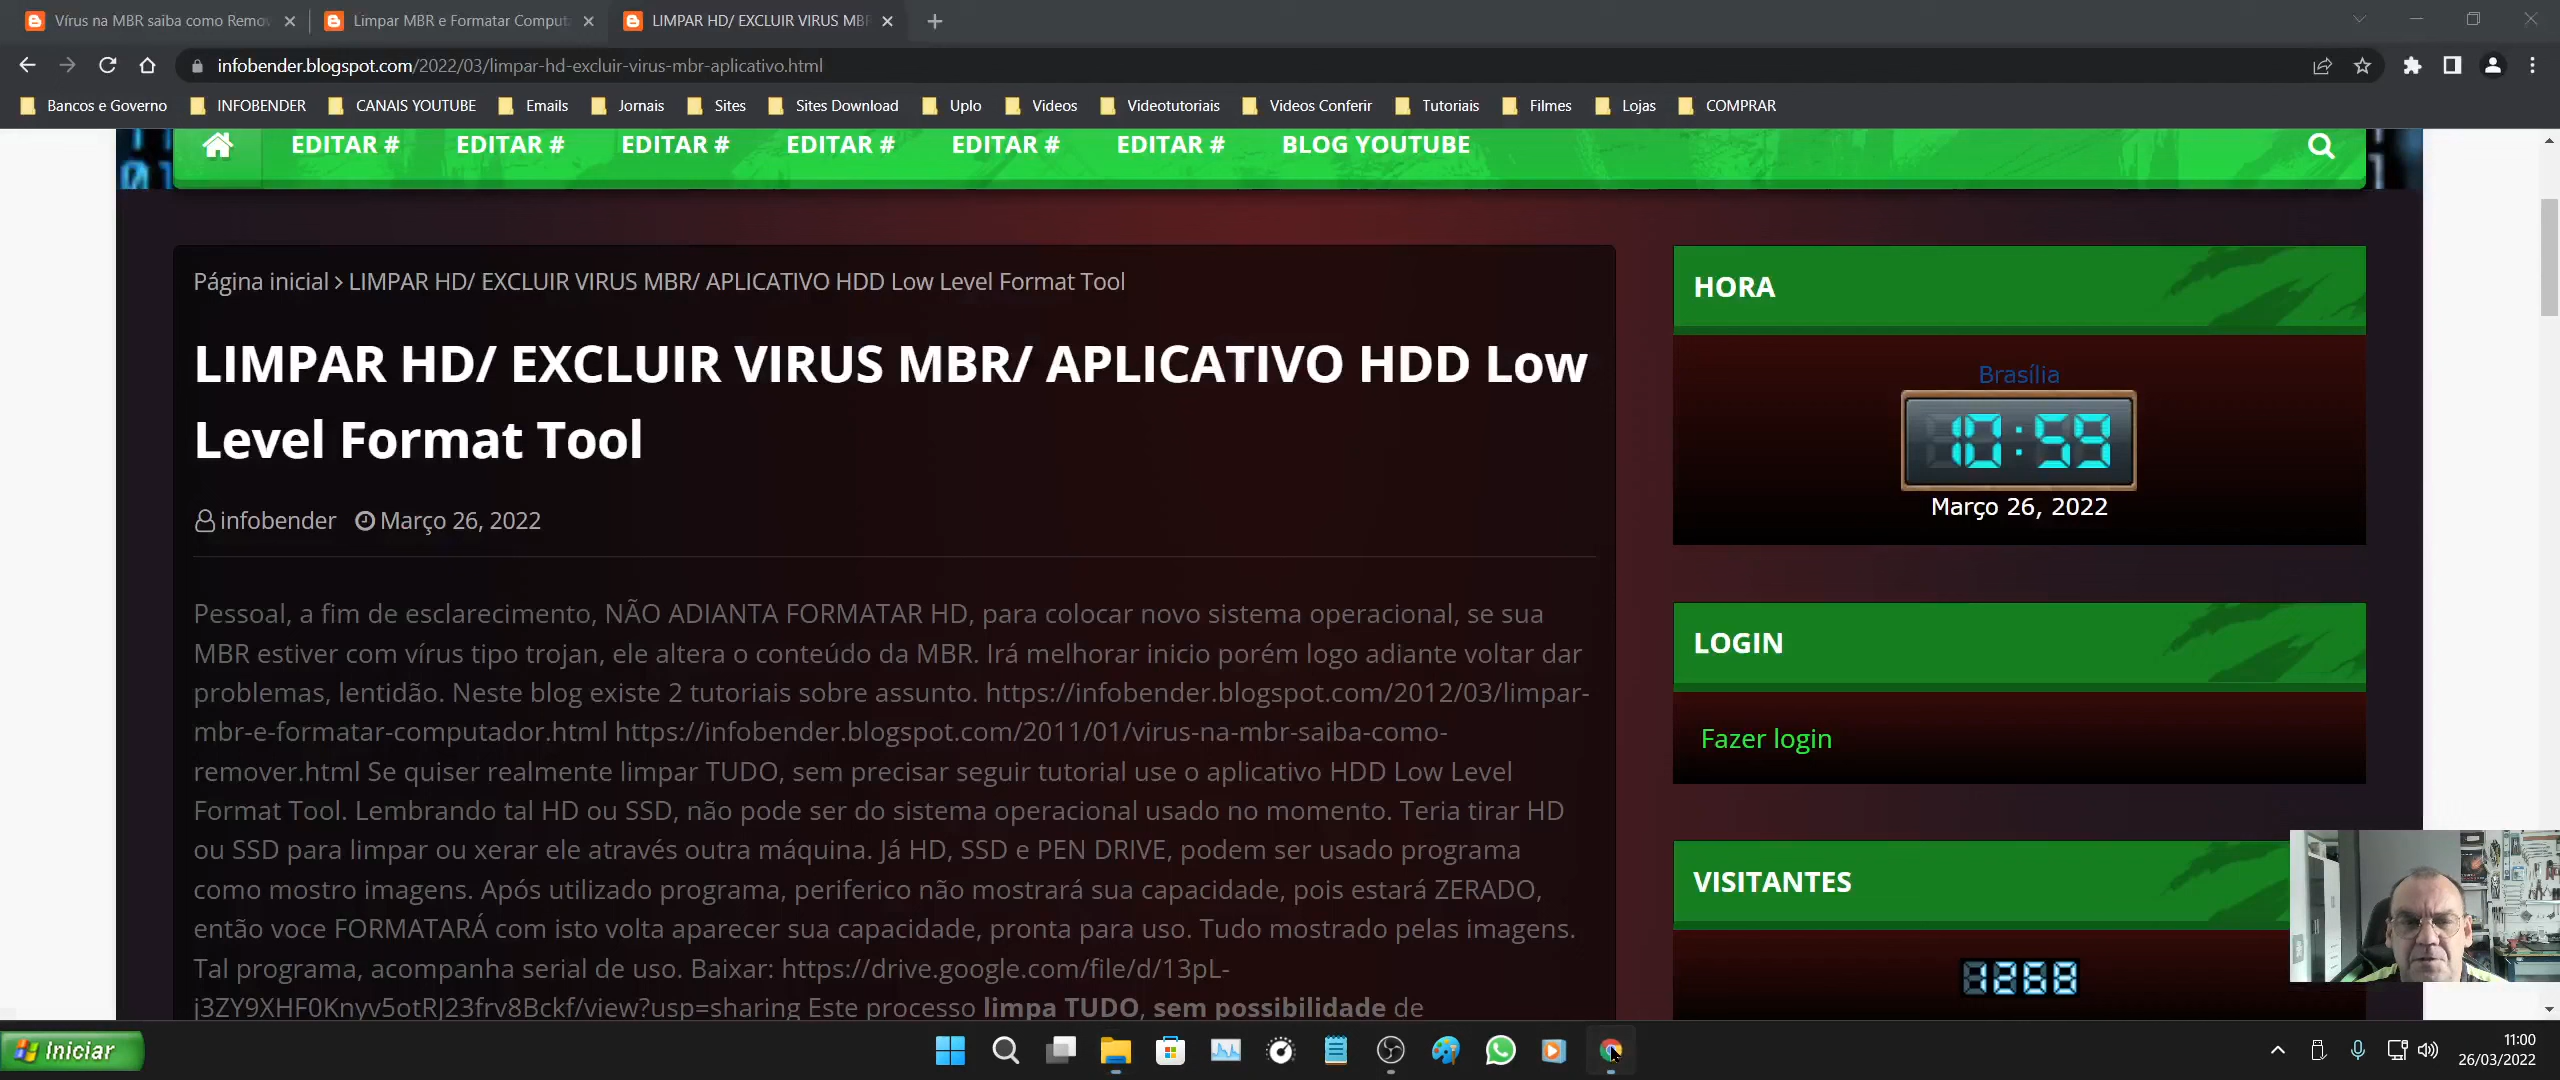 Vírus na MBR saiba como Remov
Limpar MBR e Formatar Comput
LIMPAR HD/ EXCLUIR VIRUS MBR
infobender.blogspot.com/2022/03/limpar-hd-excluir-virus-mbr-aplicativo.html
Bancos e Governo
INFOBENDER
CANAIS YOUTUBE
Emails
Jornais
Sites
Sites Download
Uplo
Videos
Videotutoriais
Videos Conferir
Tutoriais
Filmes
Lojas
COMPRAR
EDITAR #
EDITAR #
EDITAR #
EDITAR #
EDITAR #
EDITAR #
BLOG YOUTUBE
Página inicial › LIMPAR HD/ EXCLUIR VIRUS MBR/ APLICATIVO HDD Low Level Format Tool
LIMPAR HD/ EXCLUIR VIRUS MBR/ APLICATIVO HDD Low
Level Format Tool
infobender Março 26, 2022
Pessoal, a fim de esclarecimento, NÃO ADIANTA FORMATAR HD, para colocar novo sistema operacional, se sua
MBR estiver com vírus tipo trojan, ele altera o conteúdo da MBR. Irá melhorar inicio porém logo adiante voltar dar
problemas, lentidão. Neste blog existe 2 tutoriais sobre assunto. https://infobender.blogspot.com/2012/03/limpar-
mbr-e-formatar-computador.html https://infobender.blogspot.com/2011/01/virus-na-mbr-saiba-como-
remover.html Se quiser realmente limpar TUDO, sem precisar seguir tutorial use o aplicativo HDD Low Level
Format Tool. Lembrando tal HD ou SSD, não pode ser do sistema operacional usado no momento. Teria tirar HD
ou SSD para limpar ou xerar ele através outra máquina. Já HD, SSD e PEN DRIVE, podem ser usado programa
como mostro imagens. Após utilizado programa, periferico não mostrará sua capacidade, pois estará ZERADO,
então voce FORMATARÁ com isto volta aparecer sua capacidade, pronta para uso. Tudo mostrado pelas imagens.
Tal programa, acompanha serial de uso. Baixar: https://drive.google.com/file/d/13pL-
j3ZY9XHF0Knyv5otRJ23frv8Bckf/view?usp=sharing Este processo limpa TUDO, sem possibilidade de
HORA
Brasília
10:59
Março 26, 2022
LOGIN
Fazer login
VISITANTES
1268
Iniciar
11:00
26/03/2022